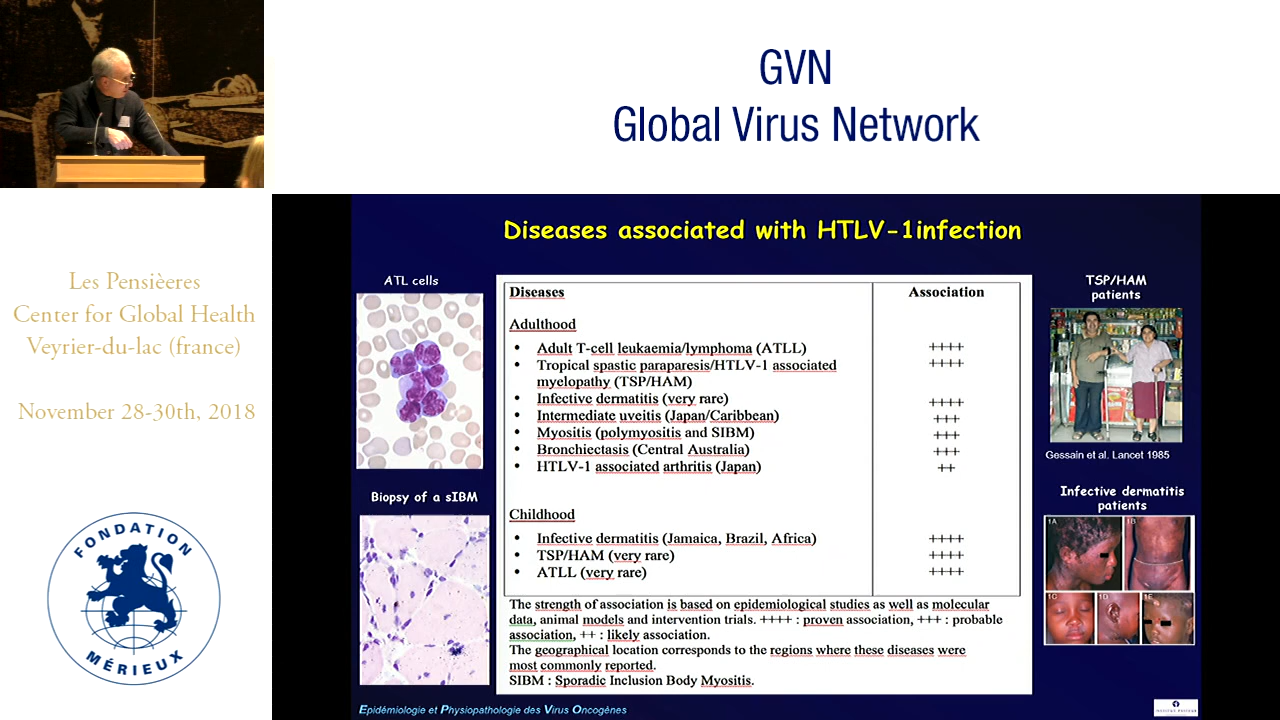 GVN
Global Virus Network
Les Pensièeres
Center for Global Health
Veyrier-du-lac (france)
November 28-30th, 2018
FONDATION
MÉRIEUX
Diseases associated with HTLV-1infection
ATL cells
Biopsy of a sIBM
Diseases Association
Adulthood
• Adult T-cell leukaemia/lymphoma (ATLL) ++++
• Tropical spastic paraparesis/HTLV-1 associated ++++
myelopathy (TSP/HAM)
• Infective dermatitis (very rare) ++++
• Intermediate uveitis (Japan/Caribbean) +++
• Myositis (polymyositis and SIBM) +++
• Bronchiectasis (Central Australia) +++
• HTLV-1 associated arthritis (Japan) ++
Childhood
• Infective dermatitis (Jamaica, Brazil, Africa) ++++
• TSP/HAM (very rare) ++++
• ATLL (very rare) ++++
The strength of association is based on epidemiological studies as well as molecular
data, animal models and intervention trials. ++++ : proven association, +++ : probable
association, ++ : likely association.
The geographical location corresponds to the regions where these diseases were
most commonly reported.
SIBM : Sporadic Inclusion Body Myositis.
TSP/HAM
patients
Gessain et al. Lancet 1985
Infective dermatitis
patients
1A
1B
1C
1D
1E
Epidémiologie et Physiopathologie des Virus Oncogènes
INSTITUT PASTEUR